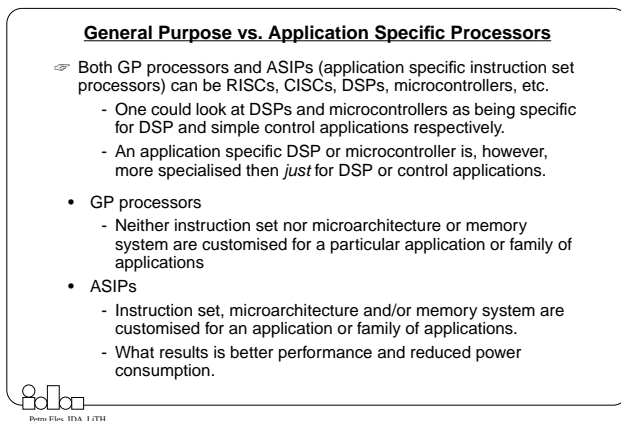 General Purpose vs. Application Specific Processors
☞ Both GP processors and ASIPs (application specific instruction set
processors) can be RISCs, CISCs, DSPs, microcontrollers, etc.
- One could look at DSPs and microcontrollers as being specific
for DSP and simple control applications respectively.
- An application specific DSP or microcontroller is, however,
more specialised then just for DSP or control applications.
• GP processors
- Neither instruction set nor microarchitecture or memory
system are customised for a particular application or family of
applications
• ASIPs
- Instruction set, microarchitecture and/or memory system are
customised for an application or family of applications.
- What results is better performance and reduced power
consumption.
Petru Eles, IDA, LiTH